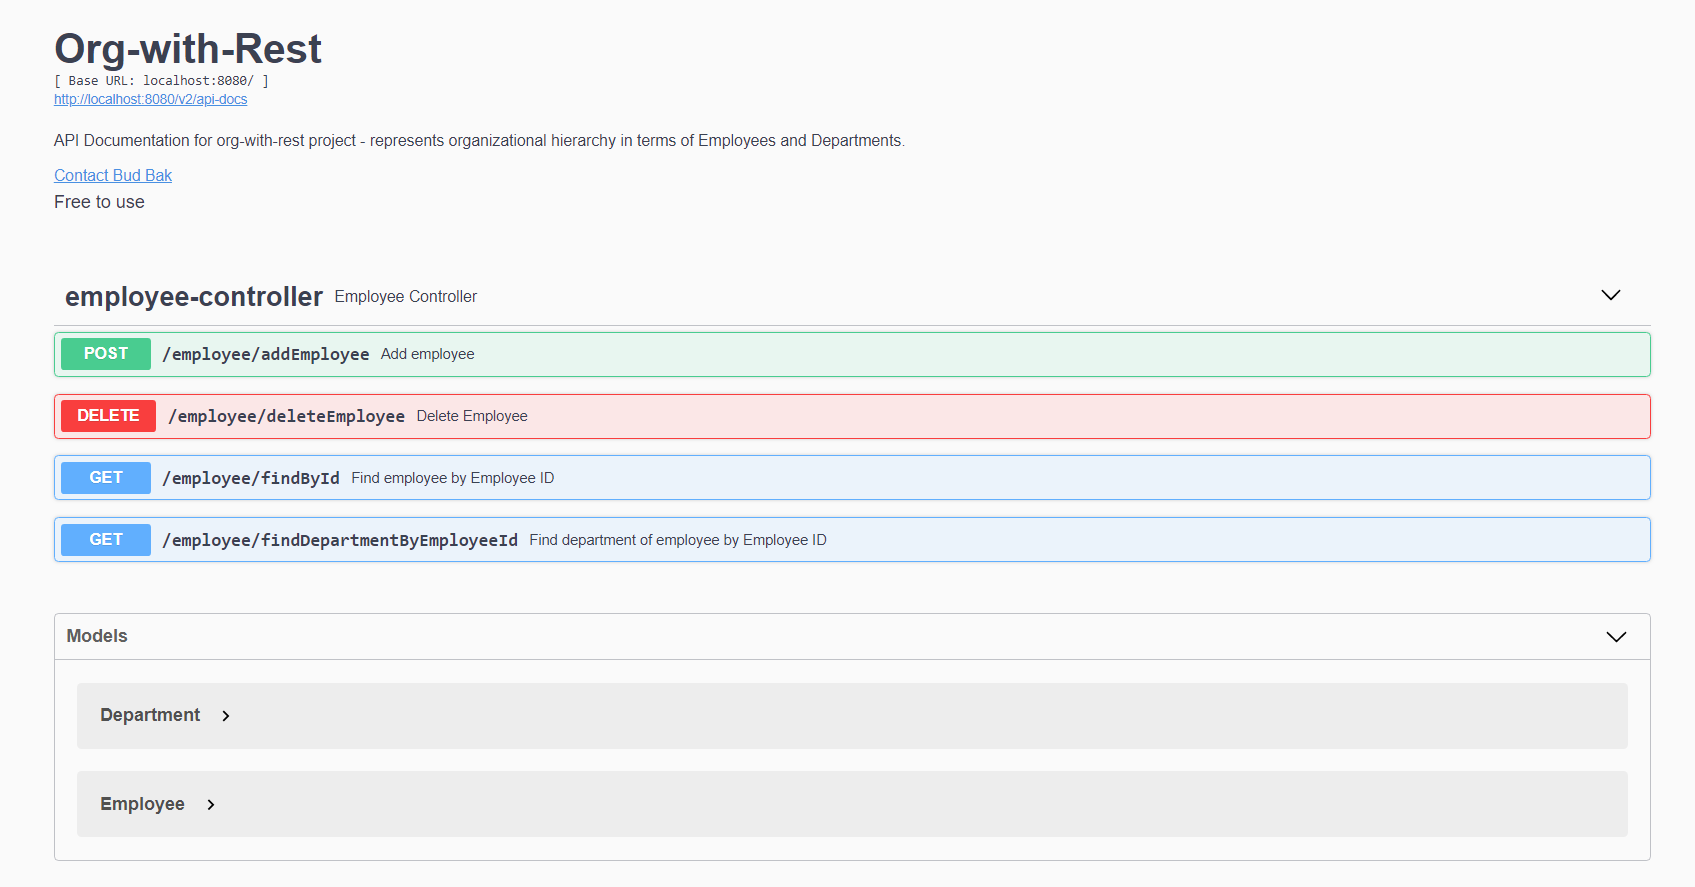 Org-with-Rest
[ Base URL: localhost:8080/ ]
http://localhost:8080/v2/api-docs
API Documentation for org-with-rest project - represents organizational hierarchy in terms of Employees and Departments.
Contact Bud Bak
Free to use
employee-controller Employee Controller
POST /employee/addEmployee Add employee
DELETE /employee/deleteEmployee Delete Employee
GET /employee/findById Find employee by Employee ID
GET /employee/findDepartmentByEmployeeId Find department of employee by Employee ID
Models
Department
Employee